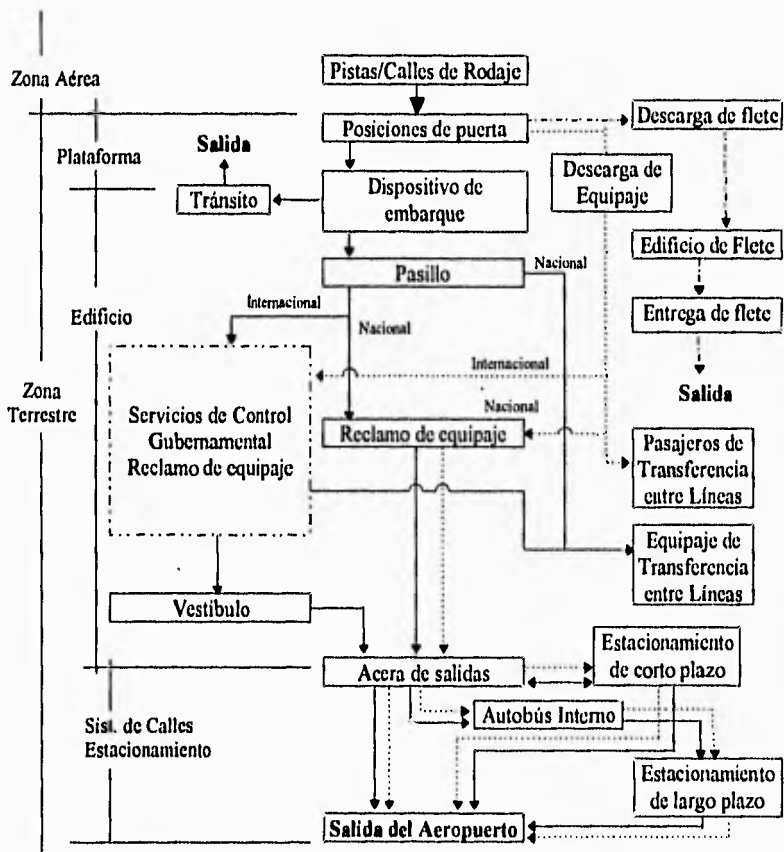 Zona Aérea
Pistas/Calles de Rodaje
Posiciones de puerta
Descarga de flete
Plataforma
Salida
Tránsito
Dispositivo de
embarque
Descarga de
Equipaje
Edificio de Flete
Pasillo
Nacional
Edificio
Internacional
Nacional
Entrega de flete
Salida
Zona
Terrestre
Servicios de Control
Gubernamental
Reclamo de equipaje
Internacional
Nacional
Reclamo de equipaje
Pasajeros de
Transferencia
entre Líneas
Equipaje de
Transferencia
entre Líneas
Vestíbulo
Acera de salidas
Estacionamiento
de corto plazo
Sist. de Calles
Estacionamiento
Autobús Interno
Estacionamiento
de largo plazo
Salida del Aeropuerto